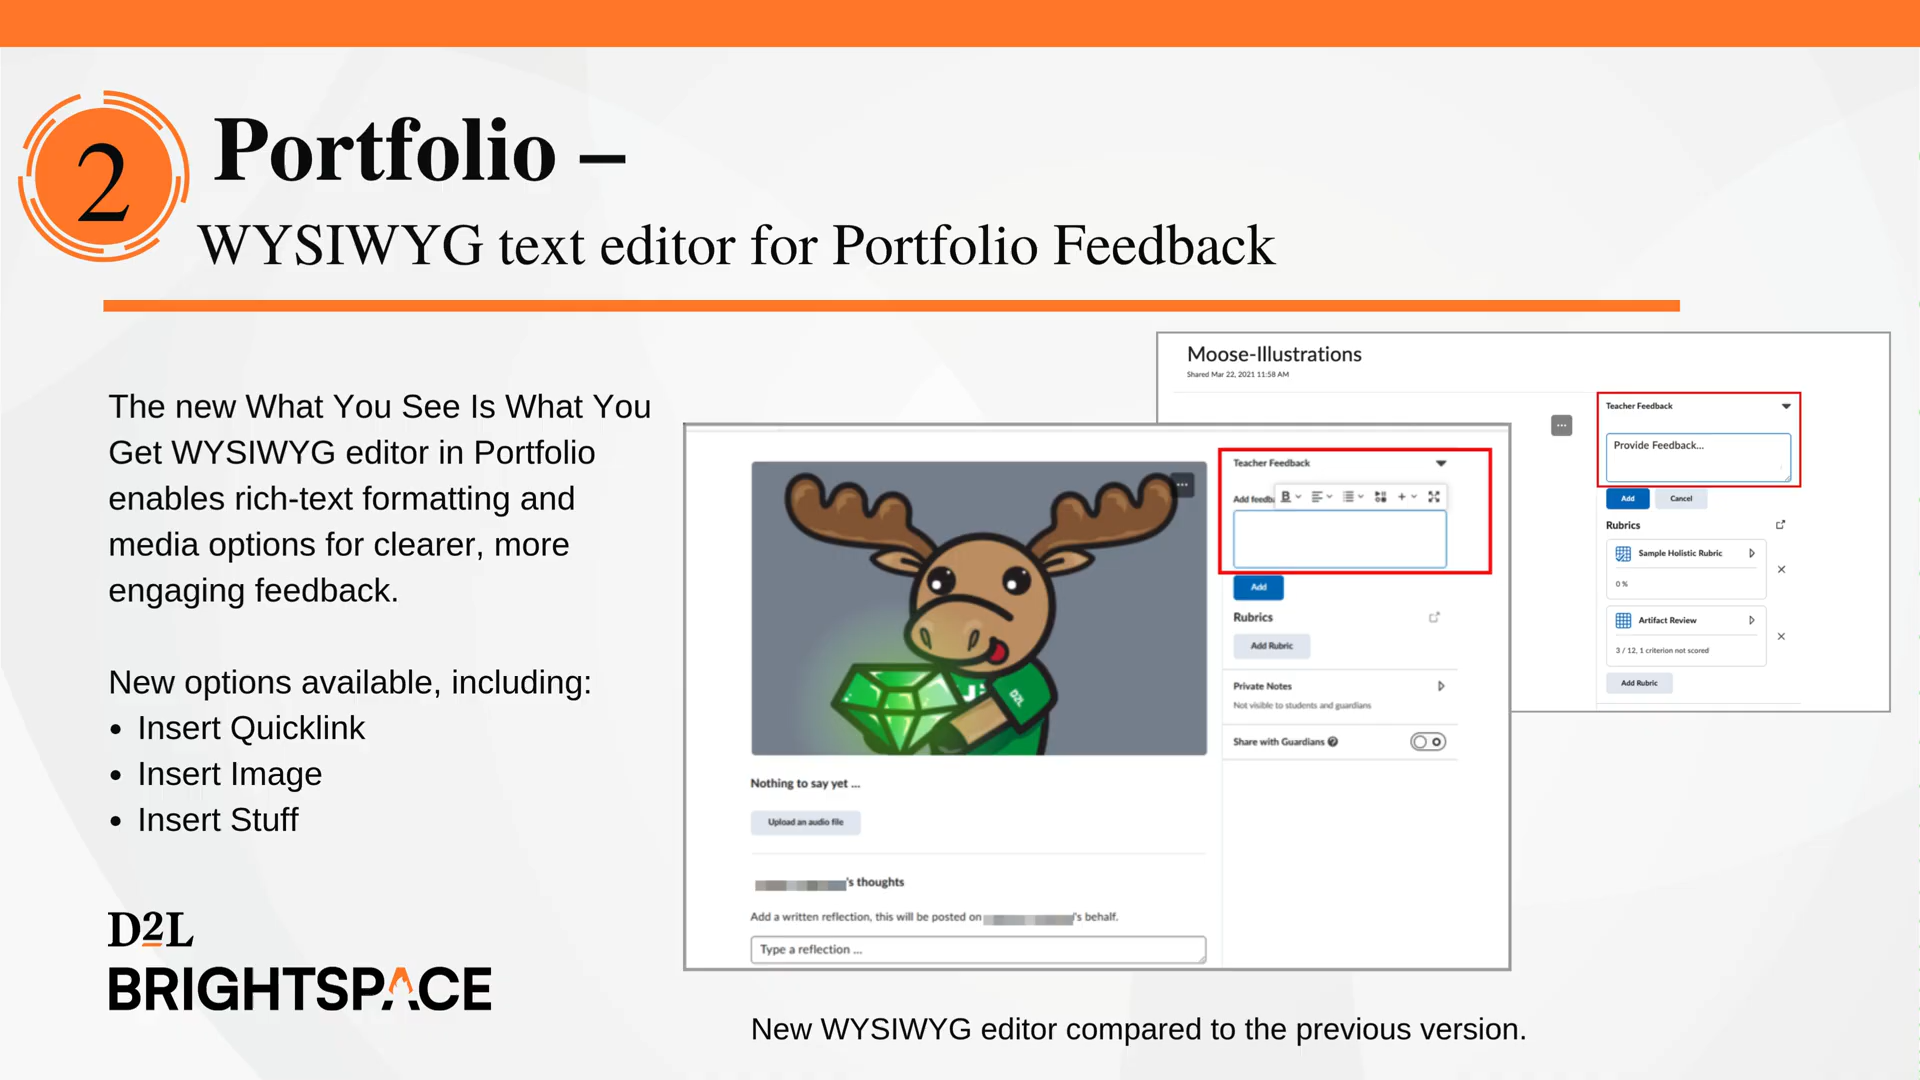 2
Portfolio –
WYSIWYG text editor for Portfolio Feedback
The new What You See Is What You
Get WYSIWYG editor in Portfolio
enables rich-text formatting and
media options for clearer, more
engaging feedback.
New options available, including:
• Insert Quicklink
• Insert Image
• Insert Stuff
D2L
BRIGHTSPACE
Moose-Illustrations
Shared Mar 22, 2021 11:58 AM
Teacher Feedback
Provide Feedback...
Add Cancel
Rubrics
Sample Holistic Rubric
0 %
Artifact Review
3 / 12, 1 criterion not scored
Add Rubric
Teacher Feedback
Add feedb
B
D2L
Add
Rubrics
Add Rubric
Private Notes
Not visible to students and guardians
Share with Guardians
Nothing to say yet ...
Upload an audio file
's thoughts
Add a written reflection, this will be posted on 's behalf.
Type a reflection ...
New WYSIWYG editor compared to the previous version.